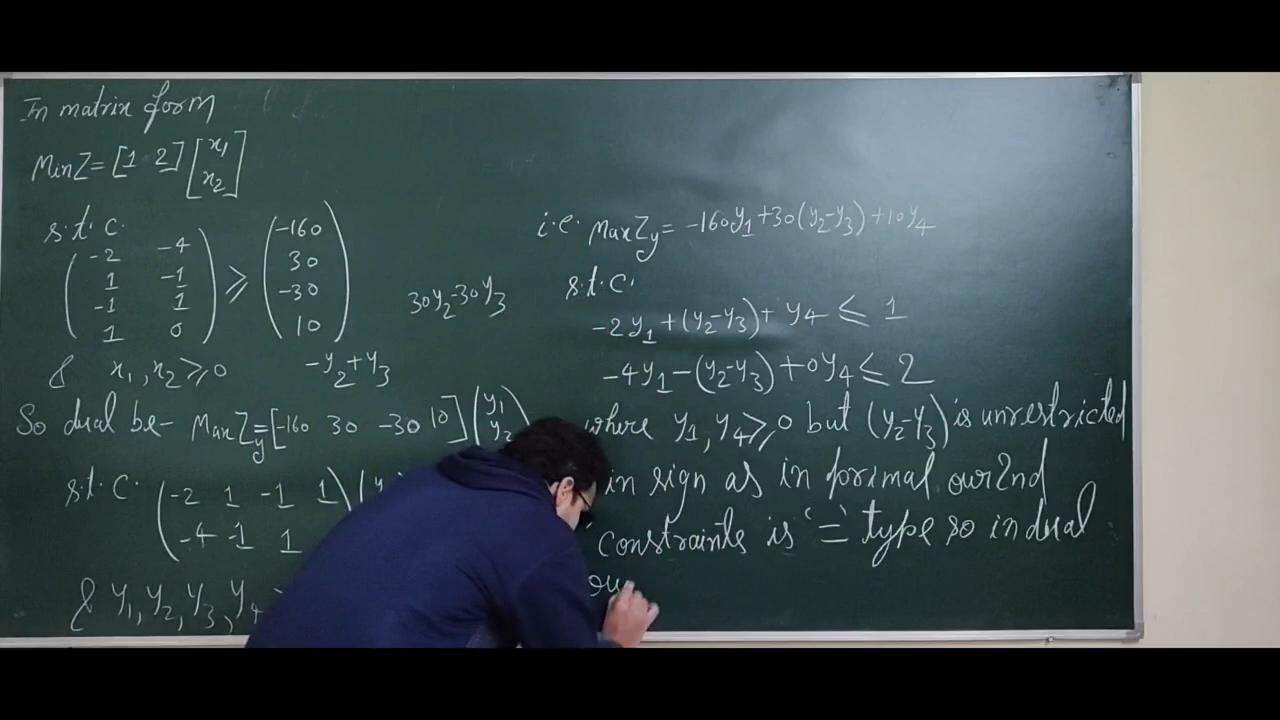 In matrix form
Min Z = [1 2] [x1
x2]
s.t.c.
(-2 -4
1 -1
-1 1
1 0) ⩾ (-160
30
-30
10)
& x1, x2 ⩾ 0
30y2-30y3
-y2+y3
So dual be- Max Zy = [-160 30 -30 10] (y1
y2
s.t.c. (-2 1 -1 1) (y
-4 -1 1
& y1, y2, y3, y4
i.e. Max Zy = -160y1+30(y2-y3)+10y4
s.t.c.
-2y1+(y2-y3)+y4 ⩽ 1
-4y1-(y2-y3)+0y4 ⩽ 2
where y1, y4 ⩾ 0 but (y2-y3) is unrestricted
in sign as in primal our 2nd
constraints is '=' type so in dual
ou